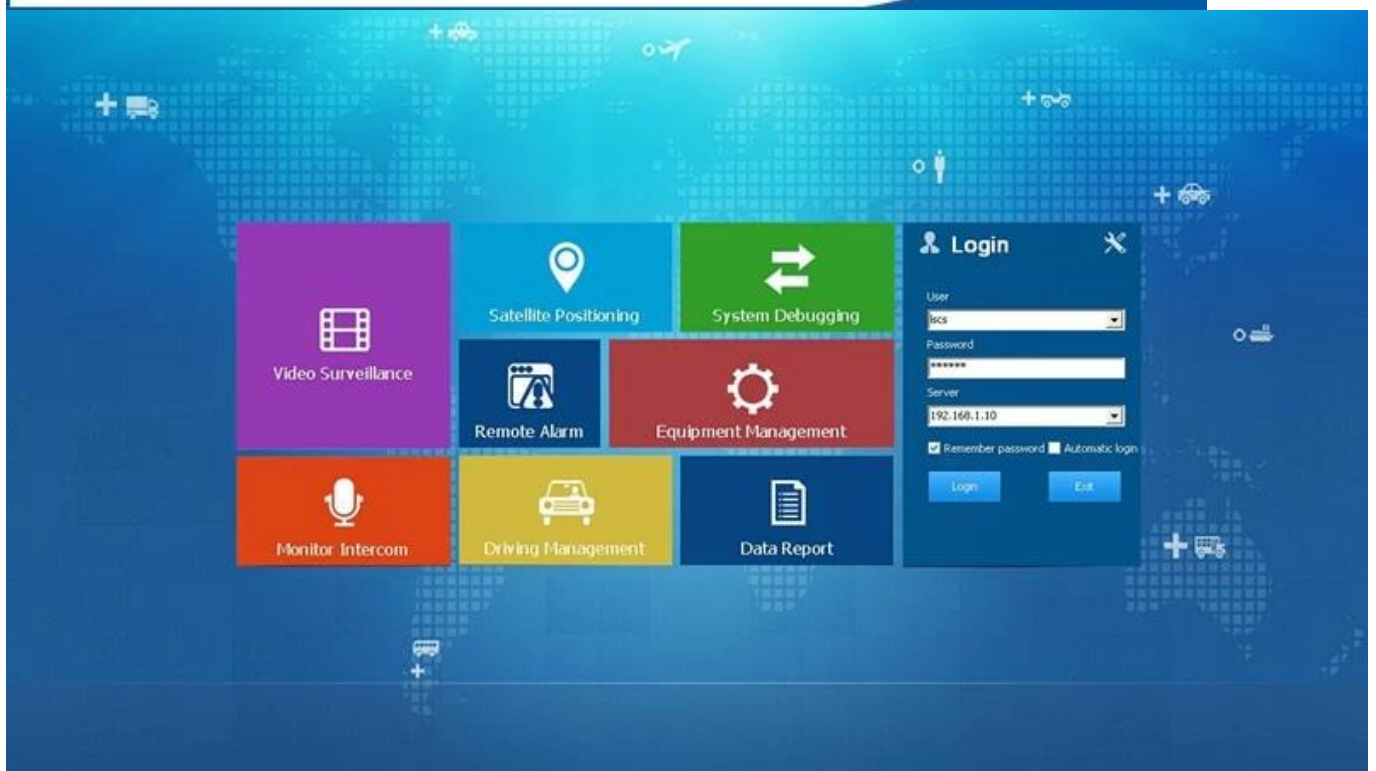 Video Surveillance
Satellite Positioning
System Debugging
Remote Alarm
Equipment Management
Monitor Intercom
Driving Management
Data Report
Login
User
lscs
Password
******
Server
192.168.1.10
Remember password
Automatic login
Login
Exit